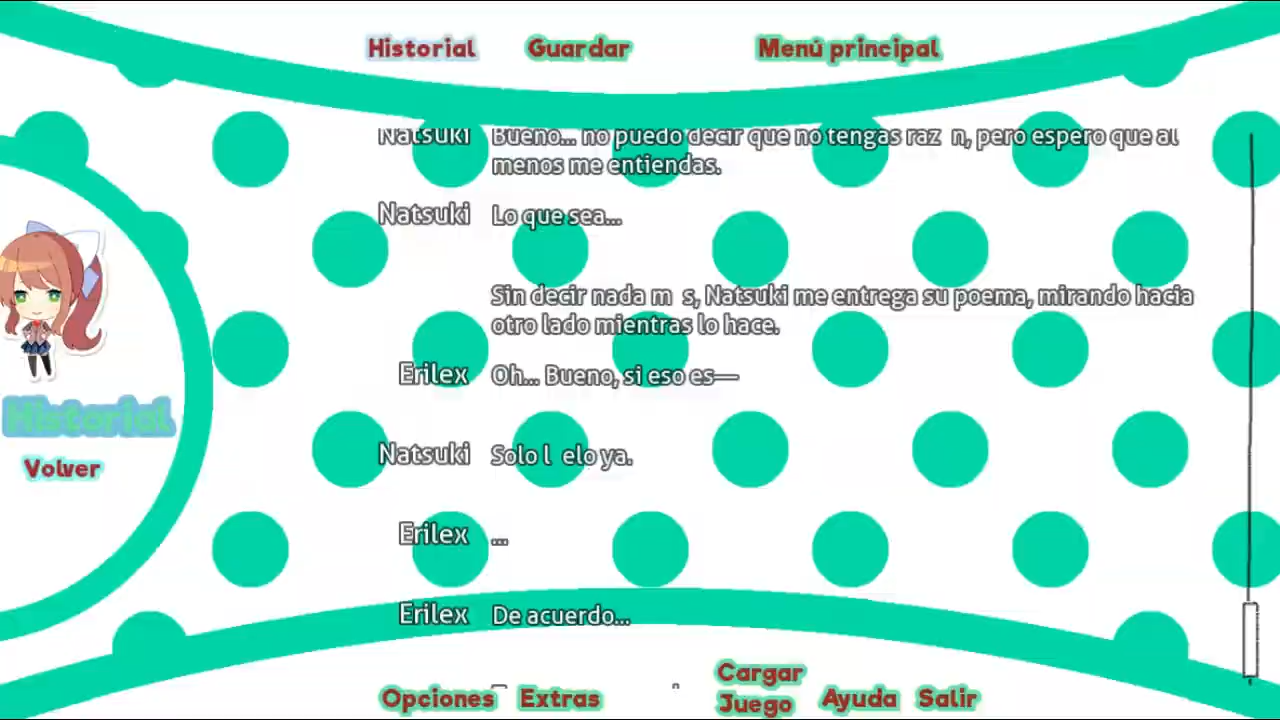 Historial Guardar Menú principal
Natsuki Bueno... no puedo decir que no tengas raz n, pero espero que al
menos me entiendas.
Natsuki Lo que sea...
Sin decir nada m s, Natsuki me entrega su poema, mirando hacia
otro lado mientras lo hace.
Erilex Oh... Bueno, si eso es—
Historial
Volver
Natsuki Solo l elo ya.
Erilex ...
Erilex De acuerdo...
Opciones Extras Cargar
Juego Ayuda Salir